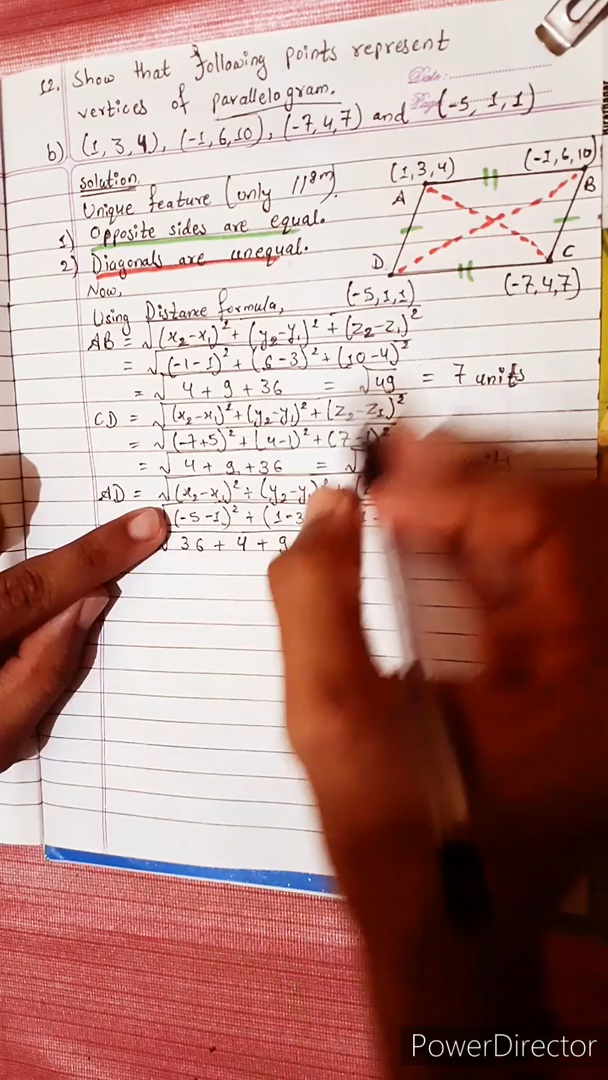 12. Show that following points represent
Date:
vertices of parallelogram.
Page:
b) (1, 3, 4), (-1, 6, 10), (-7, 4, 7) and (-5, 1, 1)
solution.
Unique feature (only 11gm)
1) Opposite sides are equal.
2) Diagonals are unequal.
(1, 3, 4)
(-1, 6, 10)
A
B
D
C
(-5, 1, 1)
(-7, 4, 7)
Now,
Using Distance formula,
AB = √(x₂-x₁)² + (y₂-y₁)² + (z₂-z₁)²
= √(-1-1)² + (6-3)² + (10-4)²
= √4 + 9 + 36 = √49 = 7 units
CD = √(x₂-x₁)² + (y₂-y₁)² + (z₂-z₁)²
= √(-7+5)² + (4-1)² + (7-1)²
= √4 + 9 + 36 = √
AD = √(x₂-x₁)² + (y₂-y₁)² +
√(-5-1)² + (1-3
√36 + 4 + 9
PowerDirector